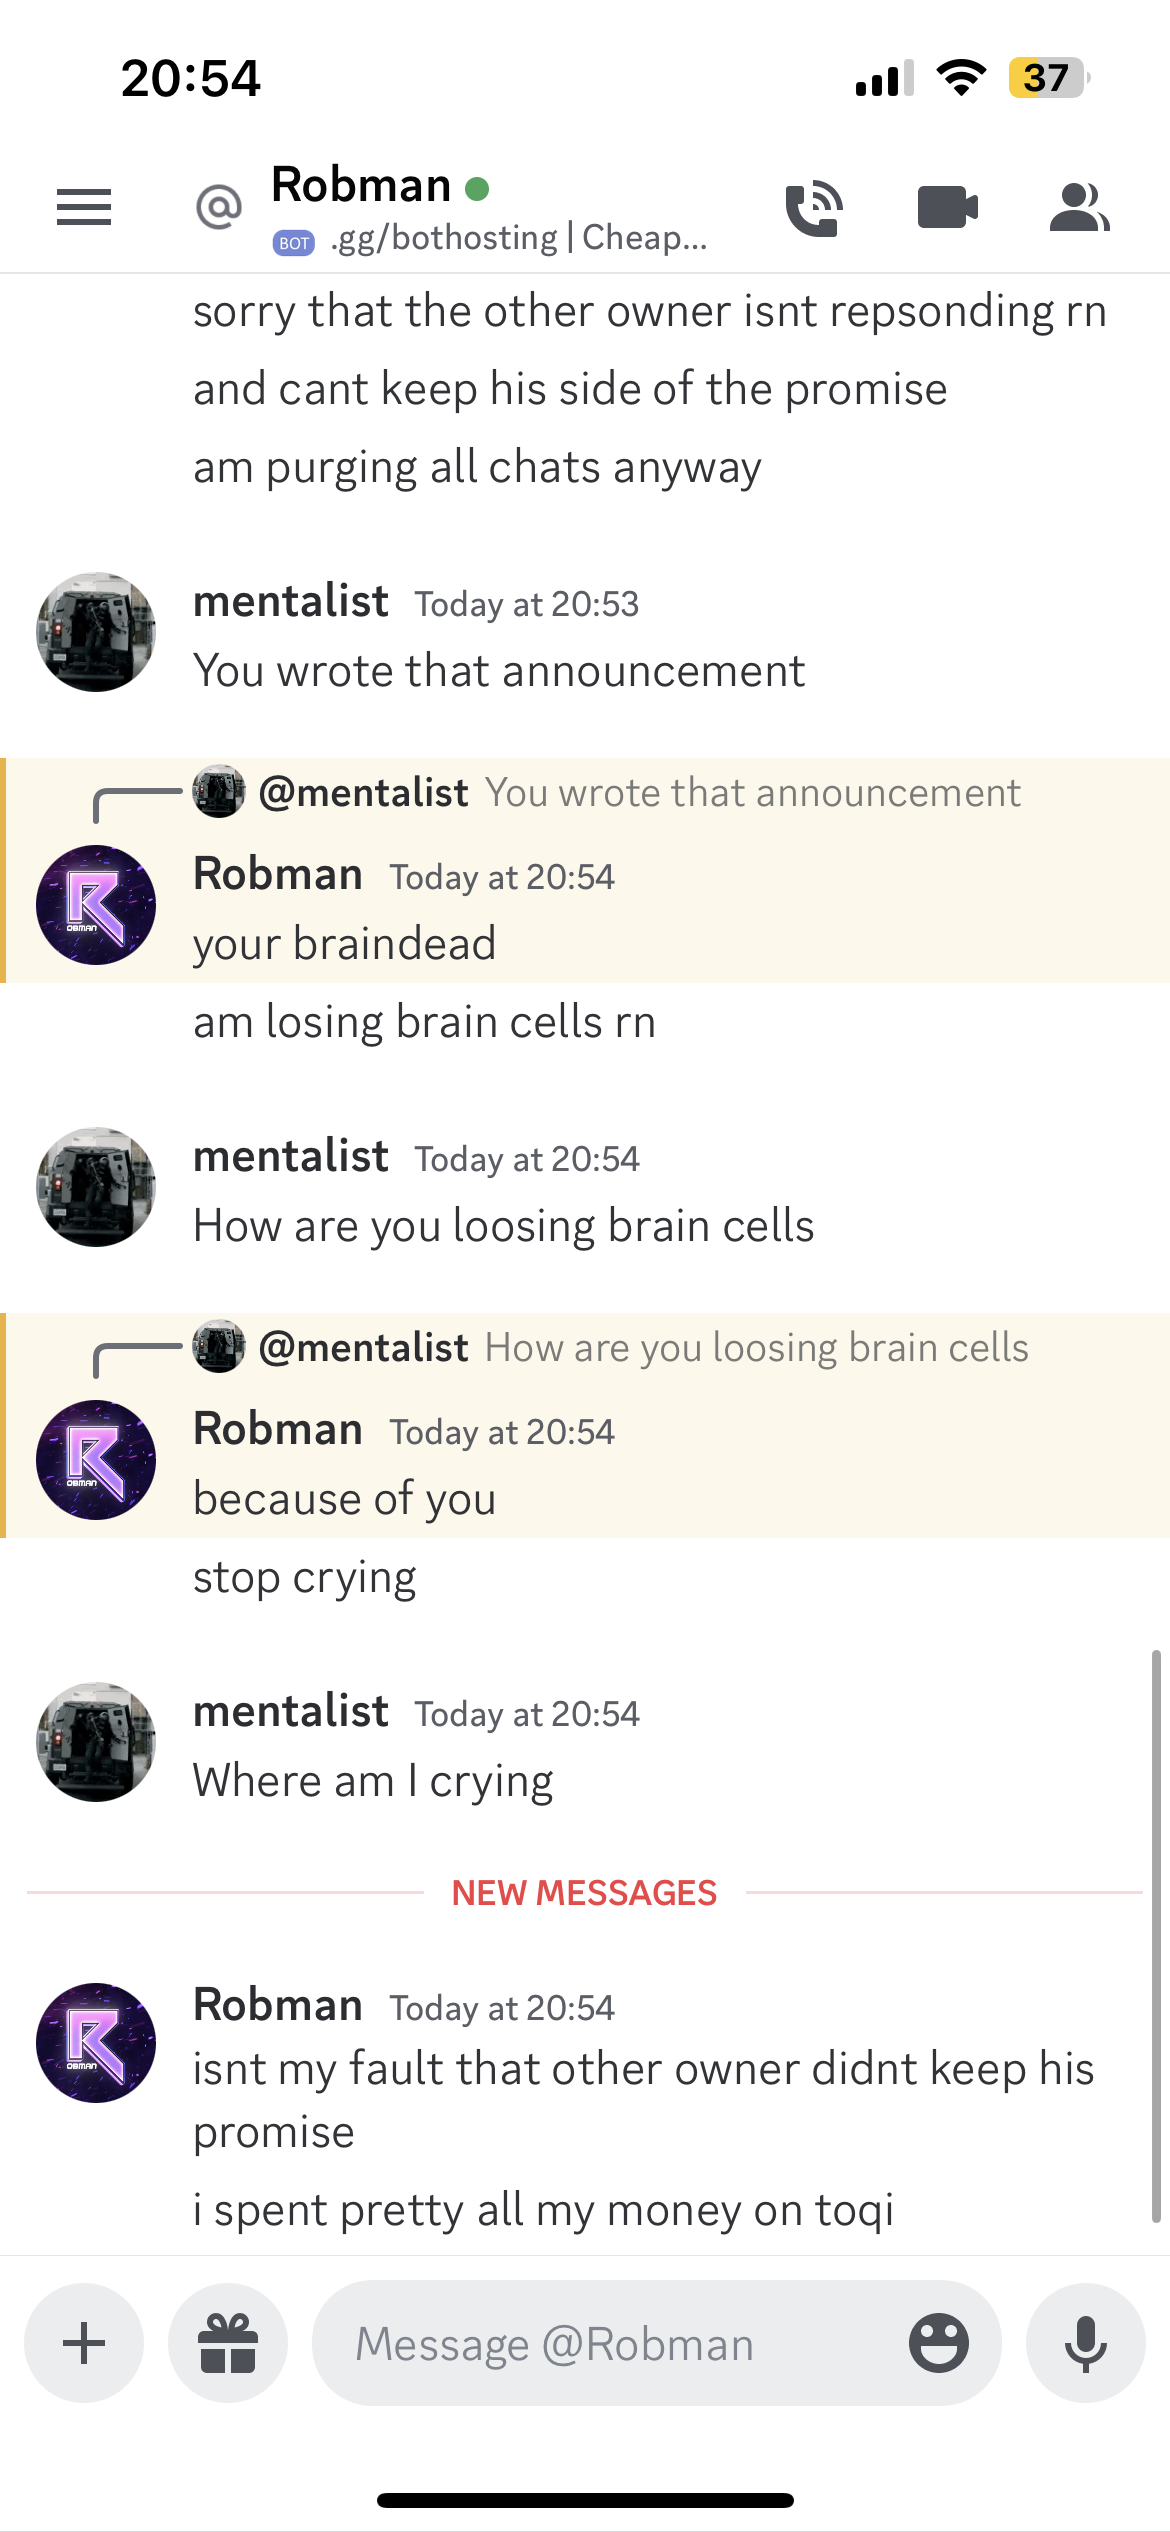 20:54
37
Robman
BOT .gg/bothosting | Cheap...
sorry that the other owner isnt repsonding rn
and cant keep his side of the promise
am purging all chats anyway
mentalist Today at 20:53
You wrote that announcement
@mentalist You wrote that announcement
Robman Today at 20:54
R
OBMAN
your braindead
am losing brain cells rn
mentalist Today at 20:54
How are you loosing brain cells
@mentalist How are you loosing brain cells
Robman Today at 20:54
R
OBMAN
because of you
stop crying
mentalist Today at 20:54
Where am I crying
NEW MESSAGES
Robman Today at 20:54
R
OBMAN
isnt my fault that other owner didnt keep his
promise
i spent pretty all my money on toqi
Message @Robman